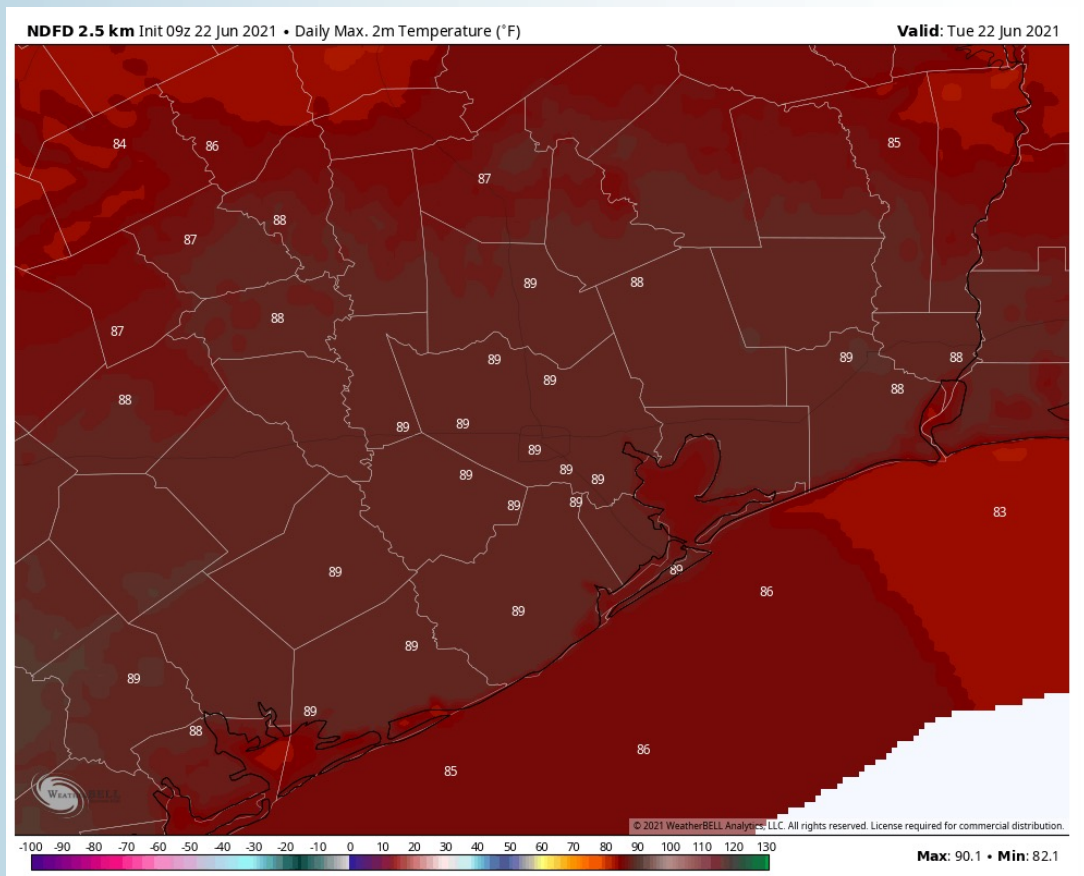 NDFD 2.5 km Init 09z 22 Jun 2021 • Daily Max. 2m Temperature (°F) Valid: Tue 22 Jun 2021
84 86 85
87
88
87
89 88
88
87
89 89 88
89
88 88
89 89
89
89 89 89
89 89
83
89 89
86
89
89
89
89
88
86
85
WEATHERBELL
© 2021 WeatherBELL Analytics, LLC. All rights reserved. License required for commercial distribution.
-100 -90 -80 -70 -60 -50 -40 -30 -20 -10 0 10 20 30 40 50 60 70 80 90 100 110 120 130
Max: 90.1 • Min: 82.1